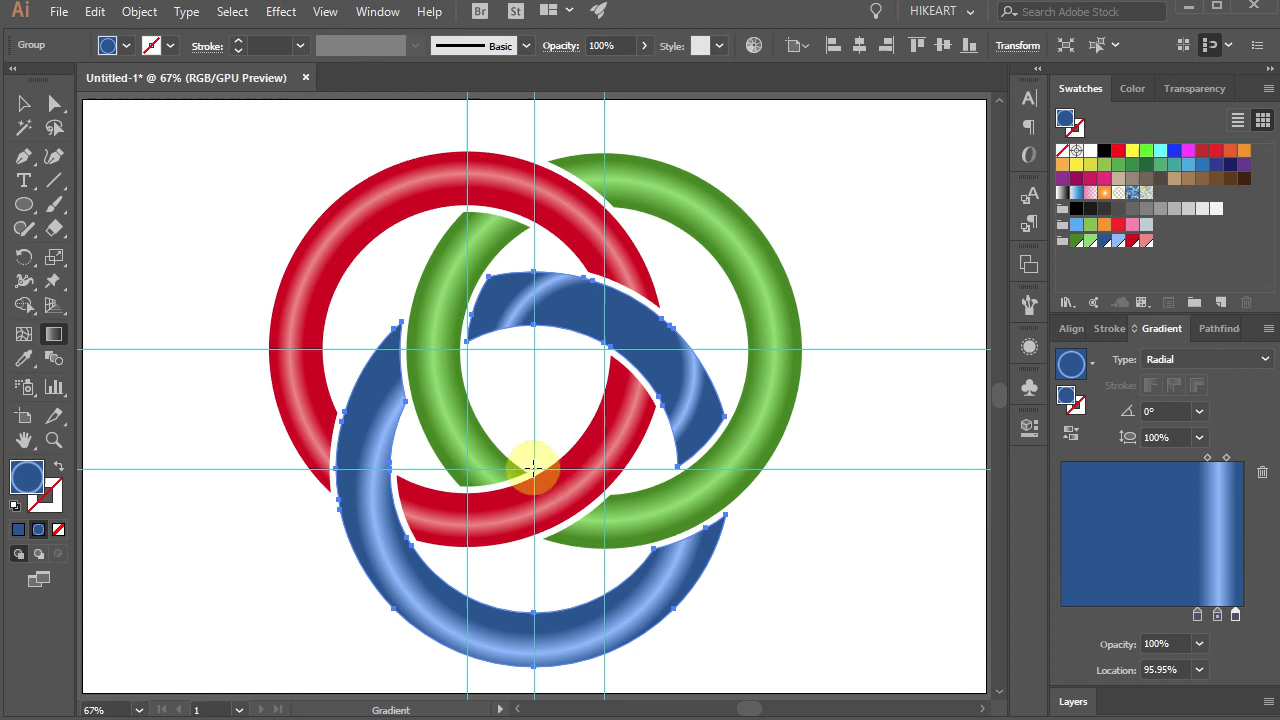 Ai File Edit Object Type Select Effect View Window Help Br St HIKEART Search Adobe Stock
Group Stroke: Basic Opacity: 100% Style: Transform
Untitled-1* @ 67% (RGB/GPU Preview) ×
Swatches Color Transparency
Align Stroke Gradient Pathfind
Type: Radial
Stroke:
0°
100%
Opacity: 100%
Location: 95.95%
Layers
67% 1 Gradient